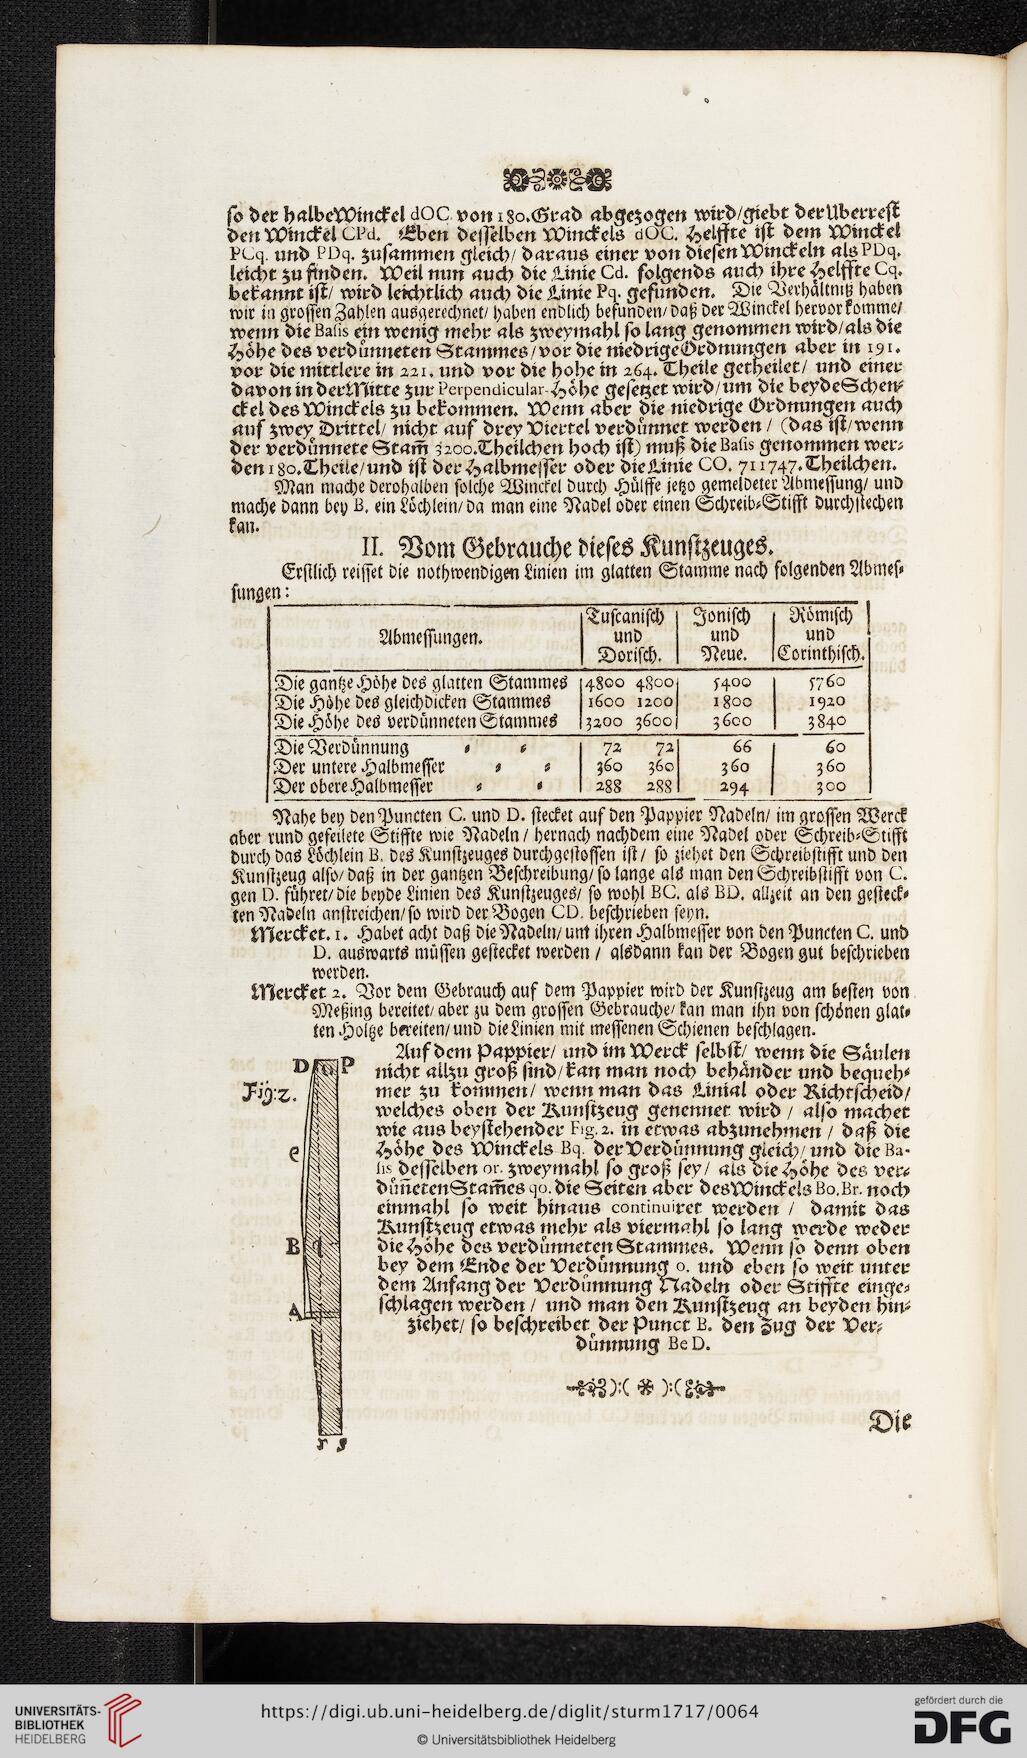 so der halbe Winckel dOC. von 180. Grad abgezogen wird/ giebt der Uberrest
den Winckel CPd. Eben desselben Winckels dOC. Helffte ist dem Winckel
PCq. und PDq. zusammen gleich/ daraus einer von diesen Winckeln als PDq.
leicht zu finden. Weil nun auch die Linie Cd. folgends auch ihre Helffte Cq.
bekannt ist/ wird leichtlich auch die Linie Pq. gefunden. Die Verhältniß haben
wir in grossen Zahlen ausgerechnet/ haben endlich befunden/ daß der Winckel hervor komme/
wenn die Basis ein wenig mehr als zweymahl so lang genommen wird/ als die
Höhe des verdünneten Stammes/ vor die niedrige Ordnungen aber in 191.
vor die mittlere in 221. und vor die hohe in 264. Theile getheilet/ und einer
davon in der Mitte zur Perpendicular-Höhe gesetzet wird/ um die beyde Schen-
ckel des Winckels zu bekommen. Wenn aber die niedrige Ordnungen auch
auf zwey Drittel/ nicht auf drey Viertel verdünnet werden / (das ist/ wenn
der verdünnete Stam̃ 3200. Theilchen hoch ist) muß die Basis genommen wer-
den 180. Theile/ und ist der Halbmesser oder die Linie CO. 711747. Theilchen.
Man mache derohalben solche Winckel durch Hülffe jetzo gemeldeter Abmessung/ und
mache dann bey B. ein Löchlein/ da man eine Nadel oder einen Schreib-Stifft durchstechen
kan.
II. Vom Gebrauche dieses Kunstzeuges.
Erstlich reisset die nothwendigen Linien im glatten Stamme nach folgenden Abmes-
sungen:
Abmessungen. Tuscanisch und Dorisch. Jonisch und Neue. Römisch und Corinthisch.
Die gantze Höhe des glatten Stammes 4800 4800 5400 5760
Die Höhe des gleichdicken Stammes 1600 1200 1800 1920
Die Höhe des verdünneten Stammes 3200 3600 3600 3840
Die Verdünnung - - 72 72 66 60
Der untere Halbmesser - - 360 360 360 360
Der obere Halbmesser - - 288 288 294 300
Nahe bey den Puncten C. und D. stecket auf den Pappier Nadeln/ im grossen Werck
aber rund gefeilete Stiffte wie Nadeln / hernach nachdem eine Nadel oder Schreib-Stifft
durch das Löchlein B. des Kunstzeuges durchgestossen ist / so ziehet den Schreibstifft und den
Kunstzeug also/ daß in der gantzen Beschreibung/ so lange als man den Schreibstifft von C.
gen D. führet/ die beyde Linien des Kunstzeuges/ so wohl BC. als BD. allzeit an den gesteck-
ten Nadeln anstreichen/ so wird der Bogen CD. beschrieben seyn.
Mercket. 1. Habet acht daß die Nadeln/ um ihren Halbmesser von den Puncten C. und
D. auswarts müssen gestecket werden / alsdann kan der Bogen gut beschrieben
werden.
Mercket 2. Vor dem Gebrauch auf dem Pappier wird der Kunstzeug am besten von
Meßing bereitet/ aber zu dem grossen Gebrauche/ kan man ihn von schönen glat-
ten Holtze bereiten/ und die Linien mit messenen Schienen beschlagen.
Auf dem Pappier/ und im Werck selbst/ wenn die Säulen
nicht allzu groß sind/ kan man noch behänder und bequeh-
mer zu kommen/ wenn man das Linial oder Richtscheid/
welches oben der Kunstzeug genennet wird / also machet
wie aus beystehender Fig. 2. in etwas abzunehmen / daß die
Höhe des Winckels Bq. der Verdünnung gleich/ und die Ba-
sis desselben or. zweymahl so groß sey/ als die Höhe des ver-
dün̄eten Stam̄es qo. die Seiten aber des Winckels Bo. Br. noch
einmahl so weit hinaus continuiret werden / damit das
Kunstzeug etwas mehr als viermahl so lang werde weder
die Höhe des verdünneten Stammes. Wenn so denn oben
bey dem Ende der Verdünnung o. und eben so weit unter
dem Anfang der Verdünnung Nadeln oder Stiffte einge-
schlagen werden / und man den Kunstzeug an beyden hin-
ziehet/ so beschreibet der Punct B. den Zug der Ver-
dünnung Be D.
Die
Fig: 2.
D P
e
B q
A
r s
UNIVERSITÄTS-
BIBLIOTHEK
HEIDELBERG
https://digi.ub.uni-heidelberg.de/diglit/sturm1717/0064
© Universitätsbibliothek Heidelberg
gefördert durch die
DFG